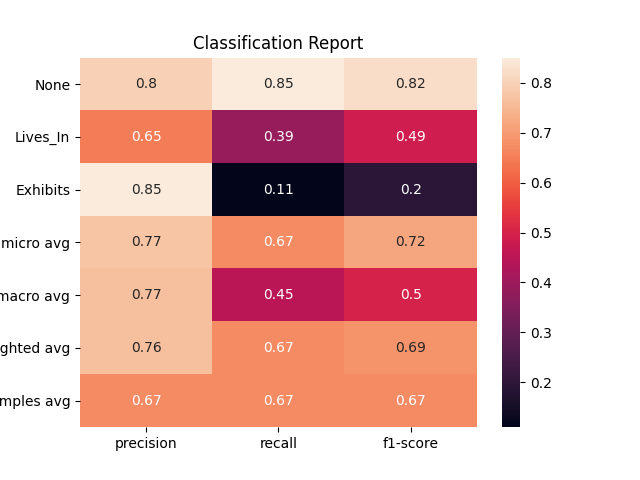 Classification Report
None 0.8 0.85 0.82
Lives_In 0.65 0.39 0.49
Exhibits 0.85 0.11 0.2
micro avg 0.77 0.67 0.72
macro avg 0.77 0.45 0.5
ghted avg 0.76 0.67 0.69
mples avg 0.67 0.67 0.67
precision recall f1-score
0.8
0.7
0.6
0.5
0.4
0.3
0.2